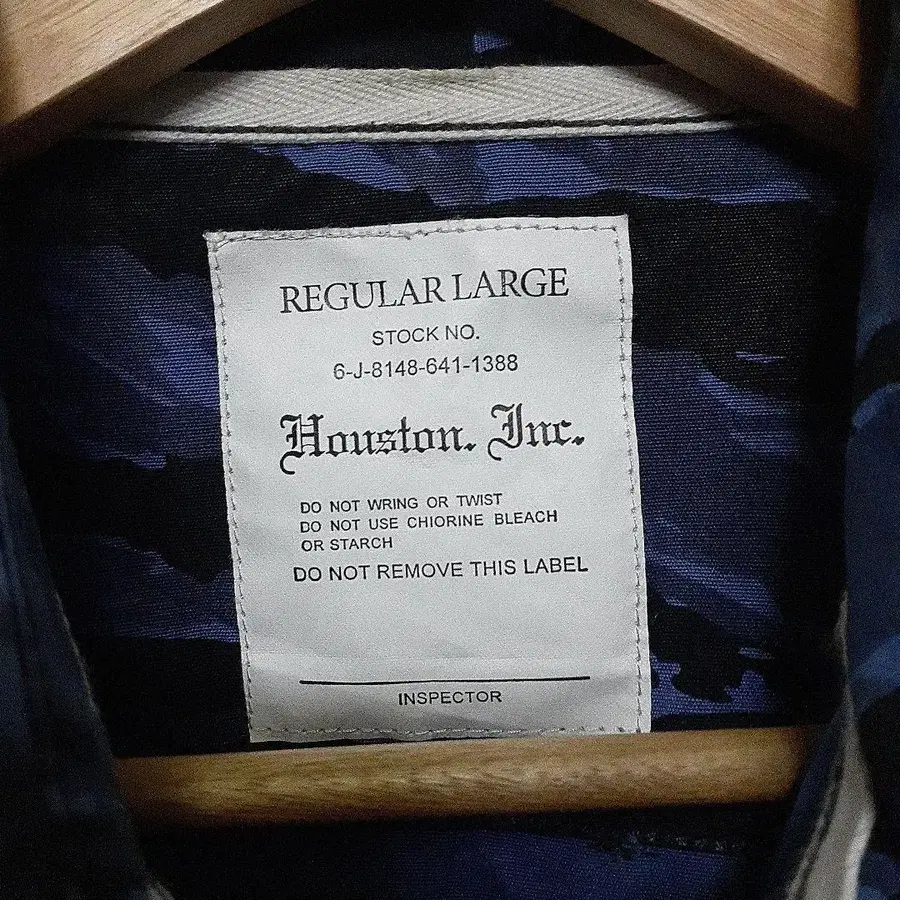 REGULAR LARGE
STOCK NO.
6-J-8148-641-1388
Houston. Inc.
DO NOT WRING OR TWIST
DO NOT USE CHIORINE BLEACH
OR STARCH
DO NOT REMOVE THIS LABEL
INSPECTOR